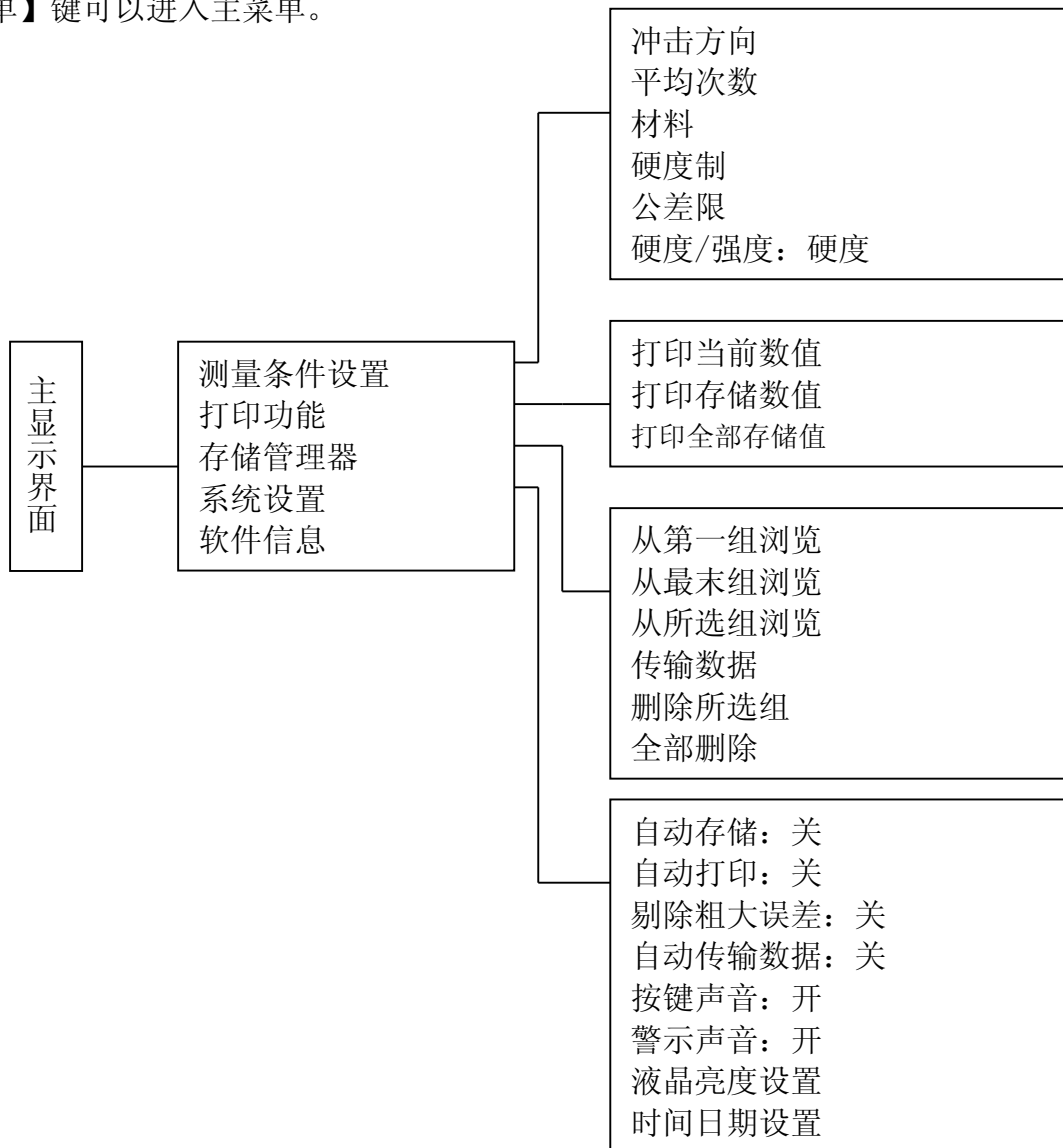 单】键可以进入主菜单。
主显示界面
测量条件设置
打印功能
存储管理器
系统设置
软件信息
冲击方向
平均次数
材料
硬度制
公差限
硬度/强度：硬度
打印当前数值
打印存储数值
打印全部存储值
从第一组浏览
从最末组浏览
从所选组浏览
传输数据
删除所选组
全部删除
自动存储：关
自动打印：关
剔除粗大误差：关
自动传输数据：关
按键声音：开
警示声音：开
液晶亮度设置
时间日期设置